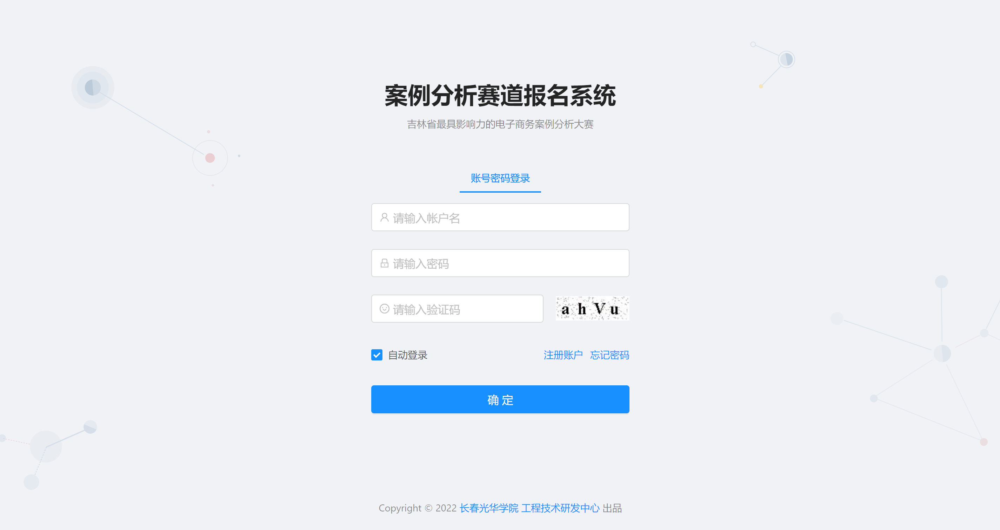 案例分析赛道报名系统
吉林省最具影响力的电子商务案例分析大赛
账号密码登录
请输入帐户名
请输入密码
请输入验证码
a h V u
自动登录 注册账户 忘记密码
确 定
Copyright © 2022 长春光华学院 工程技术研发中心 出品